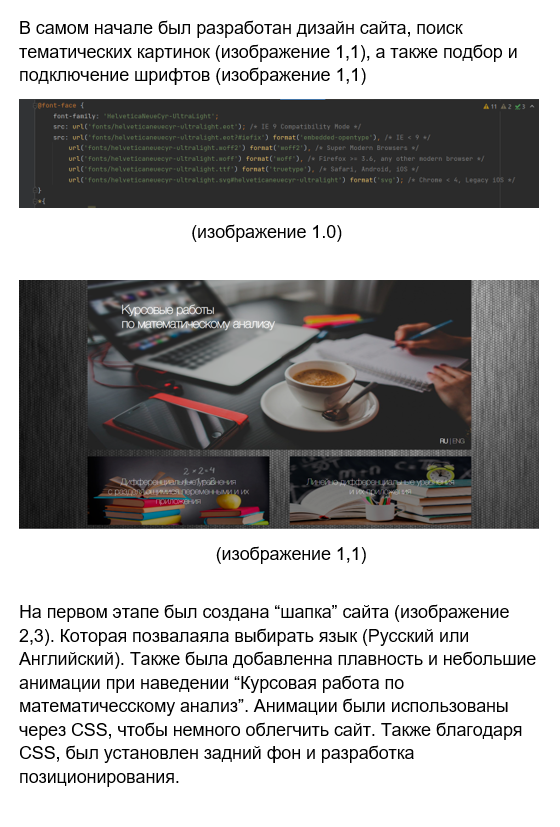 В самом начале был разработан дизайн сайта, поиск
тематических картинок (изображение 1,1), а также подбор и
подключение шрифтов (изображение 1,1)
@font-face {
font-family: 'HelveticaNeueCyr-UltraLight';
src: url('fonts/helveticaneuecyr-ultralight.eot'); /* IE 9 Compatibility Mode */
src: url('fonts/helveticaneuecyr-ultralight.eot?#iefix') format('embedded-opentype'), /* IE < 9 */
url('fonts/helveticaneuecyr-ultralight.woff2') format('woff2'), /* Super Modern Browsers */
url('fonts/helveticaneuecyr-ultralight.woff') format('woff'), /* Firefox >= 3.6, any other modern browser */
url('fonts/helveticaneuecyr-ultralight.ttf') format('truetype'), /* Safari, Android, iOS */
url('fonts/helveticaneuecyr-ultralight.svg#helveticaneuecyr-ultralight') format('svg'); /* Chrome < 4, Legacy iOS */
}
*{
11 2 3
(изображение 1.0)
Курсовые работы
по математическому анализу
RU | ENG
2×2=4
Дифференциальные уравнения
с разделяющимися переменными и их
приложения
Линейные дифференциальные уравнения
и их приложения
(изображение 1,1)
На первом этапе был создана “шапка” сайта (изображение
2,3). Которая позвалаяла выбирать язык (Русский или
Английский). Также была добавленна плавность и небольшие
анимации при наведении “Курсовая работа по
математичесскому анализ”. Анимации были использованы
через CSS, чтобы немного облегчить сайт. Также благодаря
CSS, был установлен задний фон и разработка
позиционирования.